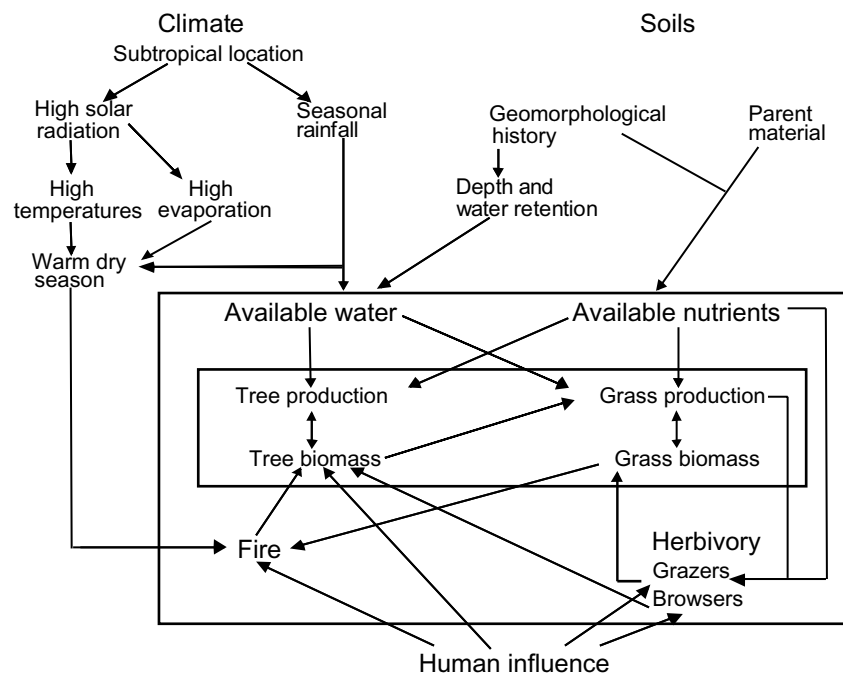 Climate
Soils
Subtropical location
High solar
radiation
Seasonal
rainfall
Geomorphological
history
Parent
material
High
temperatures
High
evaporation
Depth and
water retention
Warm dry
season
Available water
Available nutrients
Tree production
Grass production
Tree biomass
Grass biomass
Fire
Herbivory
Grazers
Browsers
Human influence